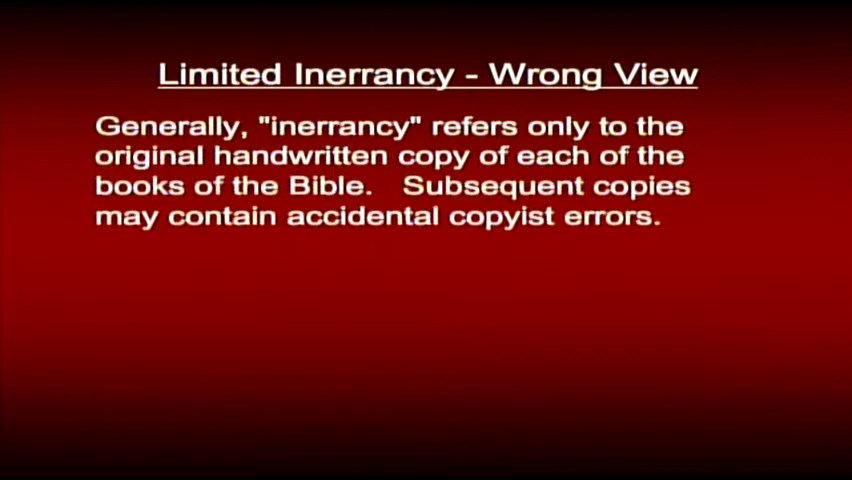 Limited Inerrancy - Wrong View
Generally, "inerrancy" refers only to the
original handwritten copy of each of the
books of the Bible.   Subsequent copies
may contain accidental copyist errors.